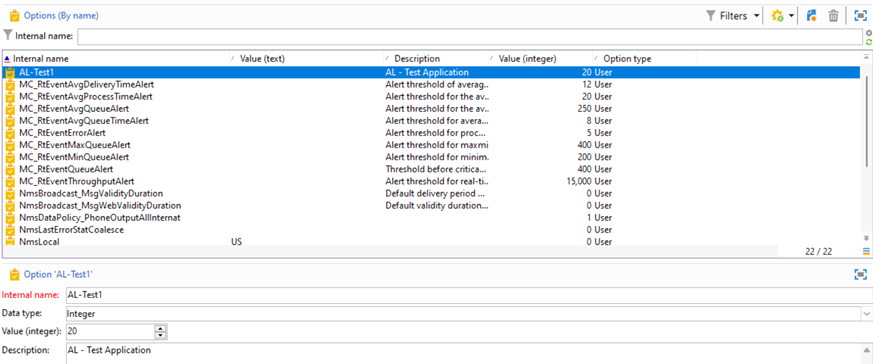 Options (By name) Filters
Internal name:
Internal name Value (text) Description Value (integer) Option type
AL-Test1 AL - Test Application 20 User
MC_RtEventAvgDeliveryTimeAlert Alert threshold of averag... 12 User
MC_RtEventAvgProcessTimeAlert Alert threshold for the av... 20 User
MC_RtEventAvgQueueAlert Alert threshold for the av... 250 User
MC_RtEventAvgQueueTimeAlert Alert threshold for avera... 8 User
MC_RtEventErrorAlert Alert threshold for proc... 5 User
MC_RtEventMaxQueueAlert Alert threshold for maxmi 400 User
MC_RtEventMinQueueAlert Alert threshold for minim. 200 User
MC_RtEventQueueAlert Threshold before critica... 400 User
MC_RtEventThroughputAlert Alert threshold for real-ti... 15,000 User
NmsBroadcast_MsgValidityDuration Default delivery period ... 0 User
NmsBroadcast_MsgWebValidityDuration Default validity duration... 0 User
NmsDataPolicy_PhoneOutputAllInternat 1 User
NmsLastErrorStatCoalesce 0 User
NmsLocal US 0 User
22 / 22
Option 'AL-Test1'
Internal name: AL-Test1
Data type: Integer
Value (integer): 20
Description: AL - Test Application